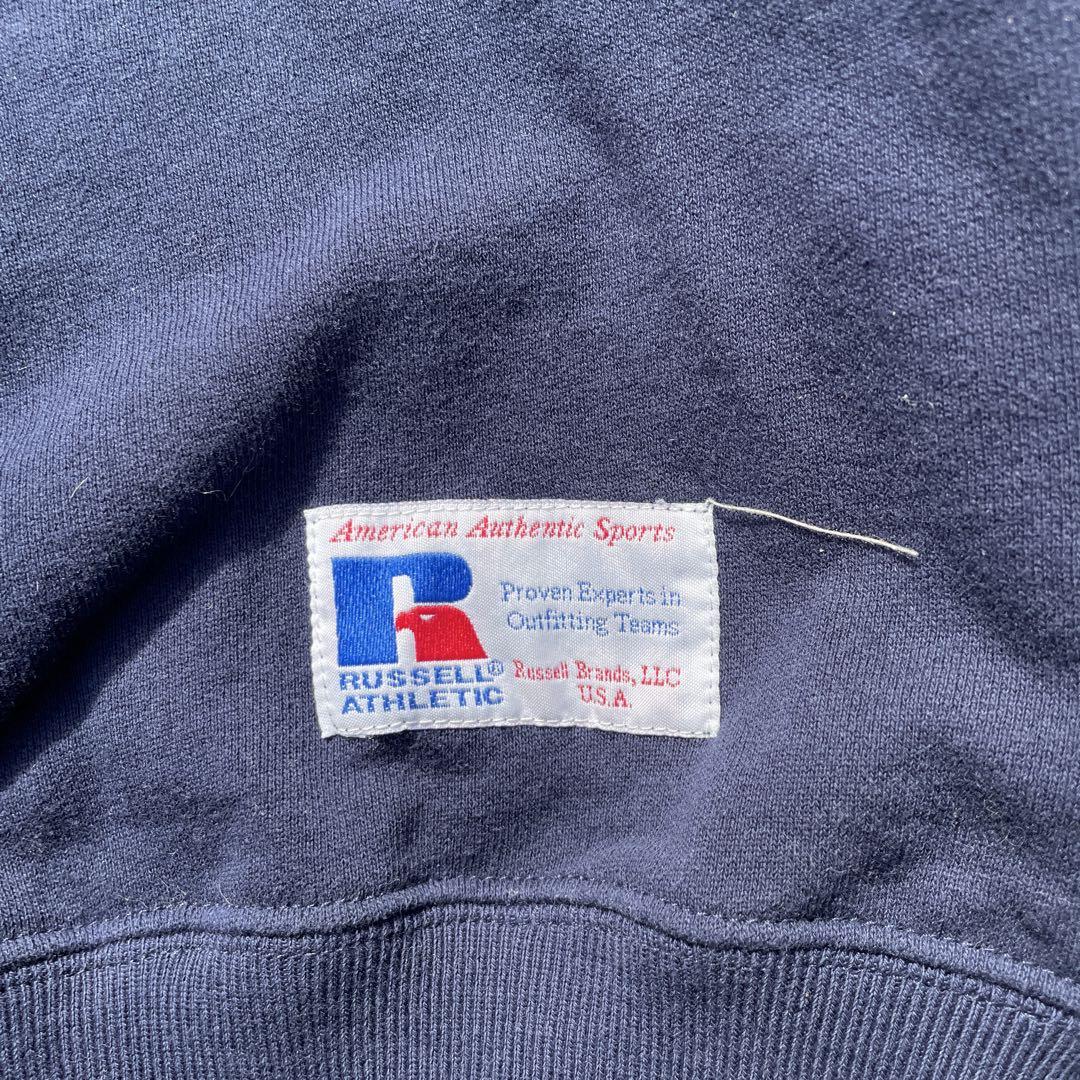 American Authentic Sports
R
Proven Experts in
Outfitting Teams
RUSSELL®
ATHLETIC
Russell Brands, LLC
U.S.A.